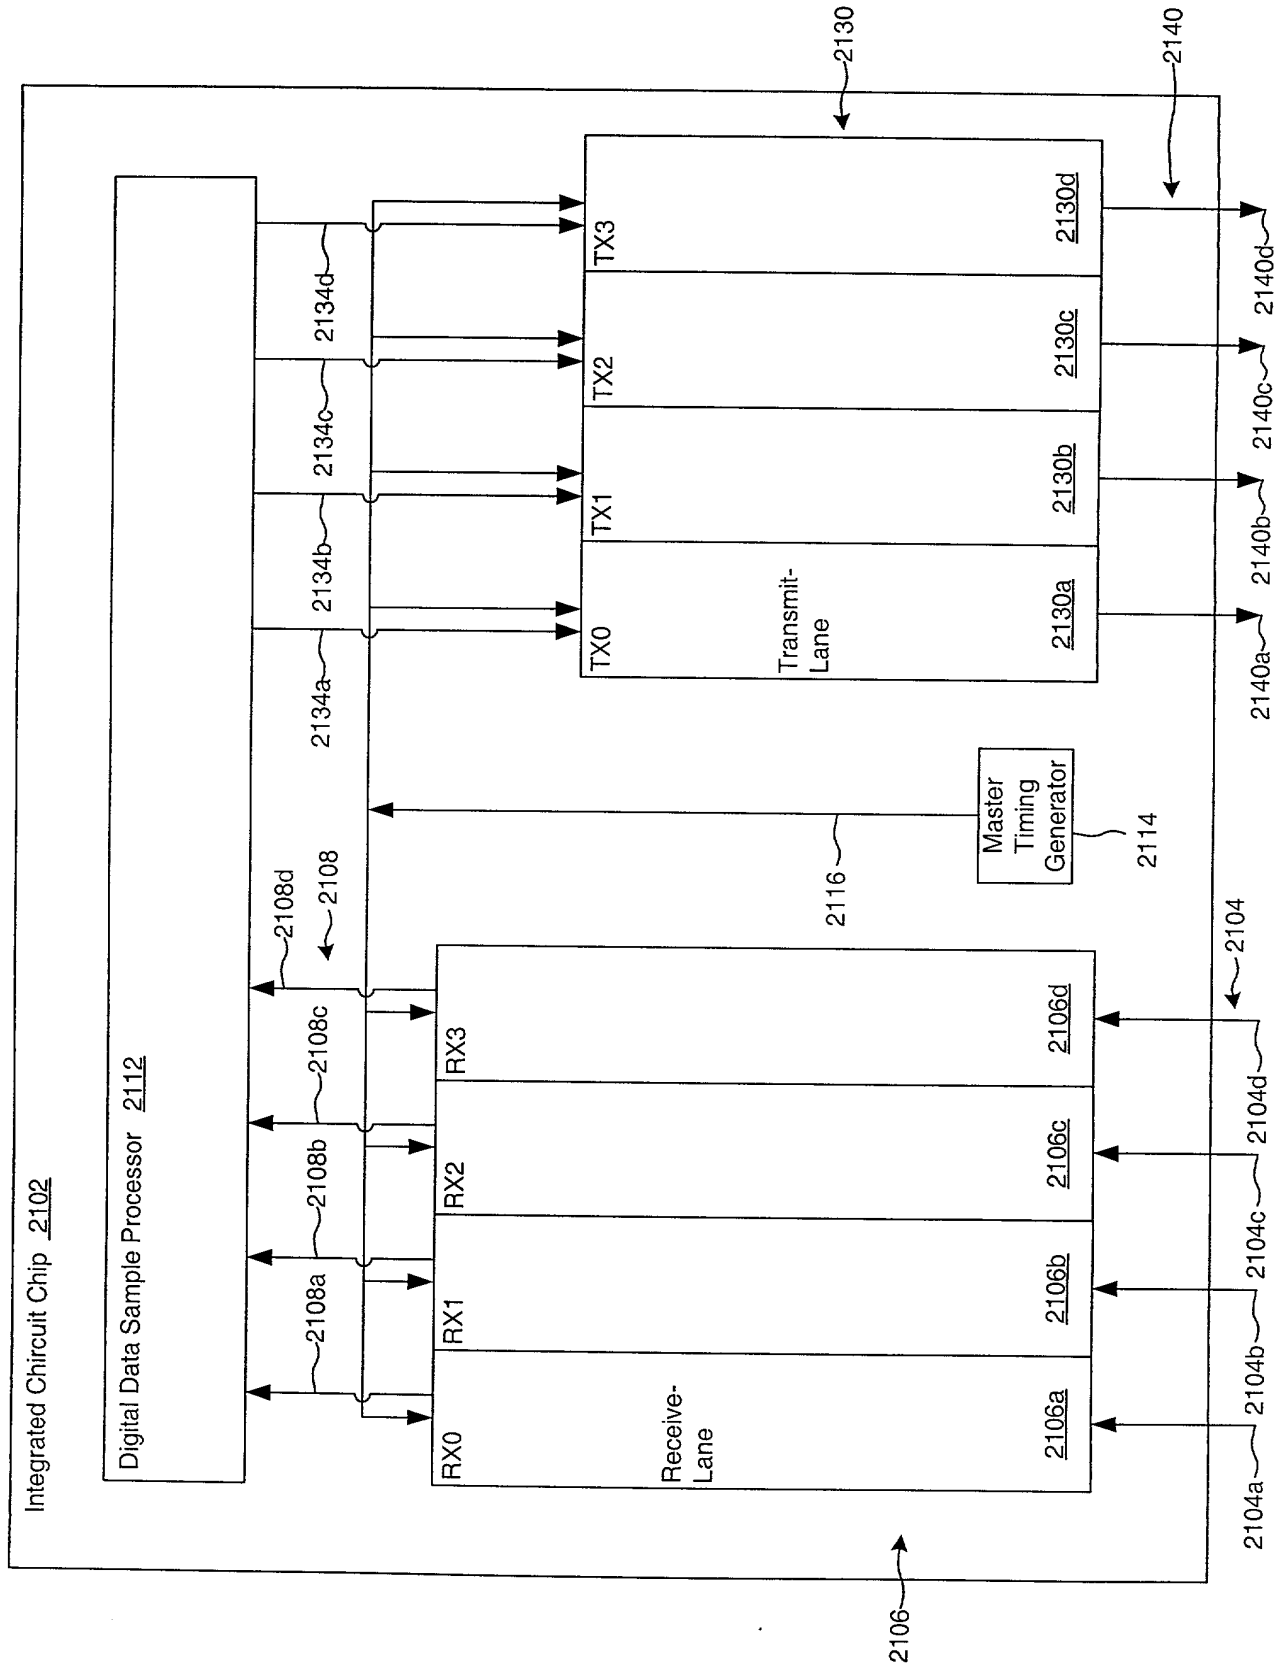 Integrated Chircuit Chip 2102
Digital Data Sample Processor 2112
2108a
2108b
2108c
2108d
2108
2134a
2134b
2134c
2134d
RX0
RX1
RX2
RX3
Receive-
Lane
2106a
2106b
2106c
2106d
2106
2116
Master
Timing
Generator
2114
TX0
TX1
TX2
TX3
Transmit-
Lane
2130a
2130b
2130c
2130d
2130
2104a
2104b
2104c
2104d
2104
2140a
2140b
2140c
2140d
2140